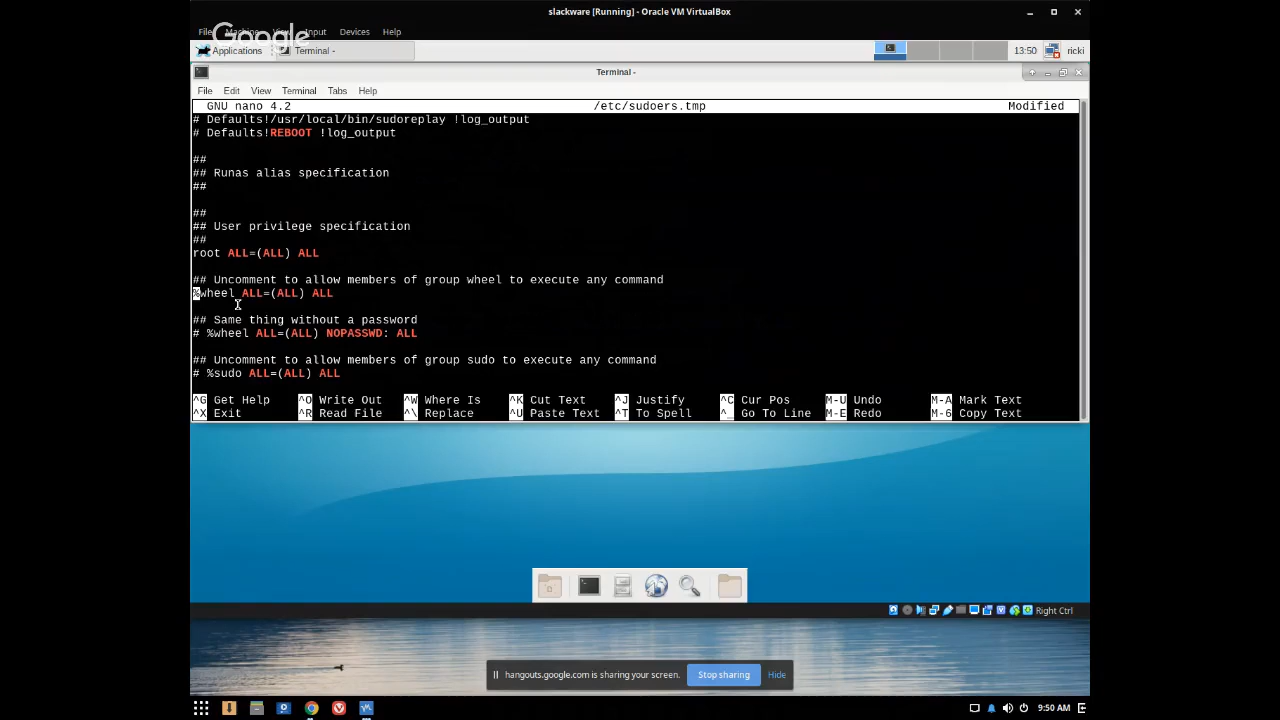 slackware [Running] - Oracle VM VirtualBox
File Machine View Input Devices Help
Google
Applications Terminal - 13:50 ricki
Terminal -
File Edit View Terminal Tabs Help
GNU nano 4.2 /etc/sudoers.tmp Modified
# Defaults!/usr/local/bin/sudoreplay !log_output
# Defaults!REBOOT !log_output
##
## Runas alias specification
##
##
## User privilege specification
##
root ALL=(ALL) ALL
## Uncomment to allow members of group wheel to execute any command
%wheel ALL=(ALL) ALL
## Same thing without a password
# %wheel ALL=(ALL) NOPASSWD: ALL
## Uncomment to allow members of group sudo to execute any command
# %sudo ALL=(ALL) ALL
^G Get Help ^O Write Out ^W Where Is ^K Cut Text ^J Justify ^C Cur Pos M-U Undo M-A Mark Text
^X Exit ^R Read File ^\ Replace ^U Paste Text ^T To Spell ^_ Go To Line M-E Redo M-6 Copy Text
Right Ctrl
hangouts.google.com is sharing your screen. Stop sharing Hide
9:50 AM